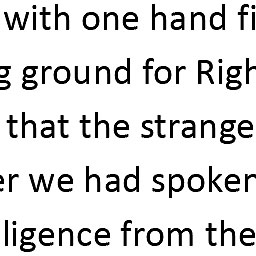 with one hand fi
g ground for Righ
that the strange
er we had spoken
ligence from the